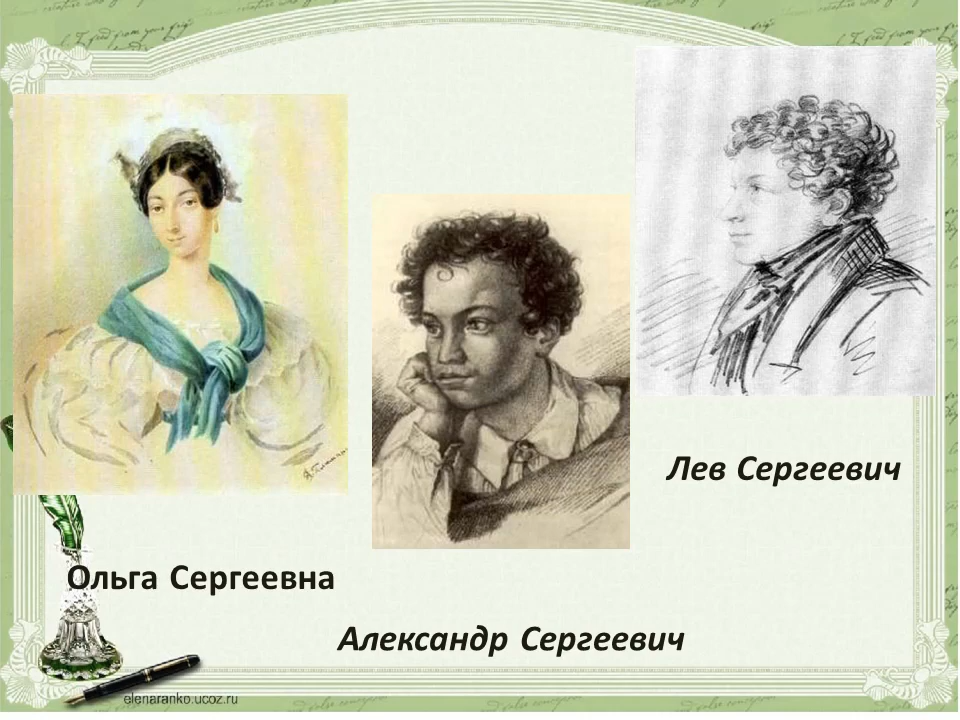 Лев Сергеевич
Ольга Сергеевна
Александр Сергеевич
elenaranko.ucoz.ru